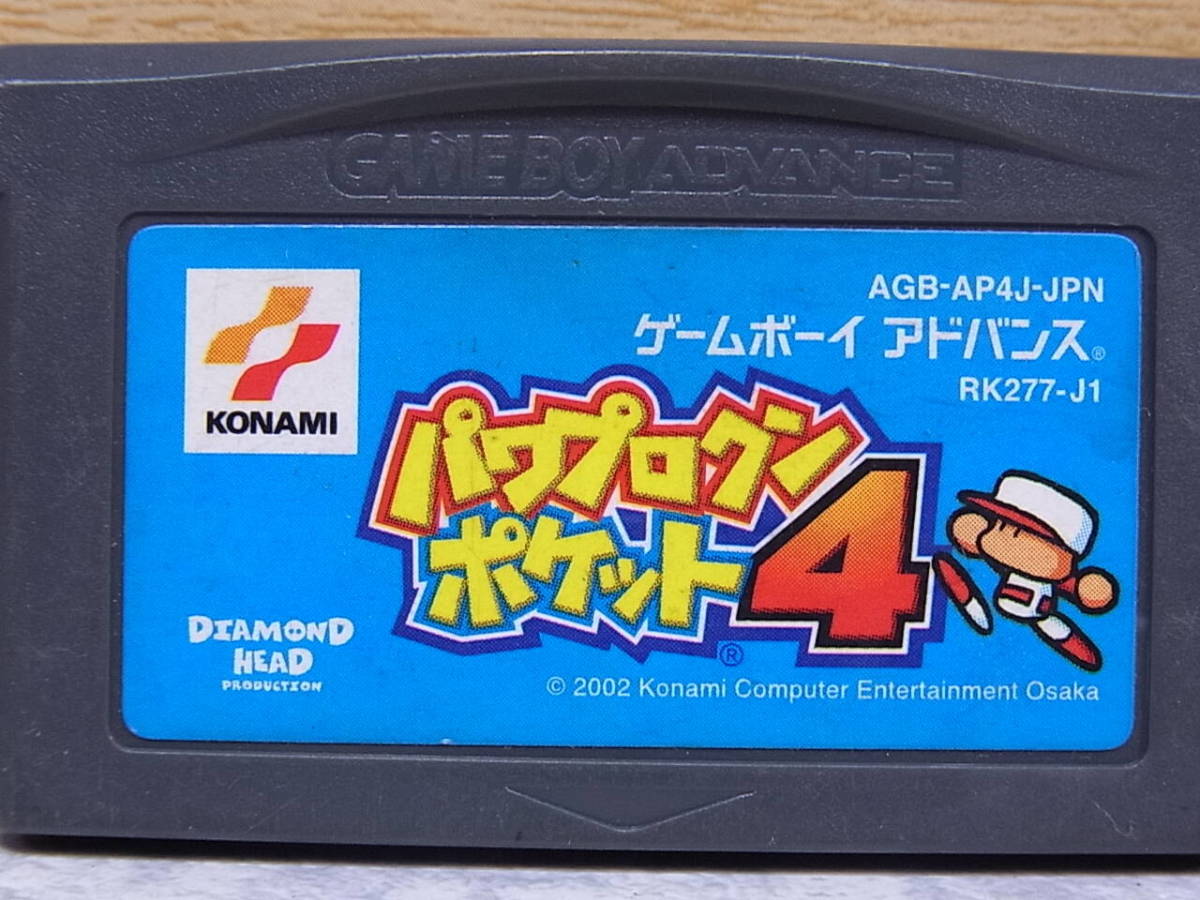 GAME BOY ADVANCE
KONAMI
AGB-AP4J-JPN
ゲームボーイ アドバンス®
RK277-J1
パワプロクン
ポケット4
®
DIAMOND
HEAD
PRODUCTION
© 2002 Konami Computer Entertainment Osaka